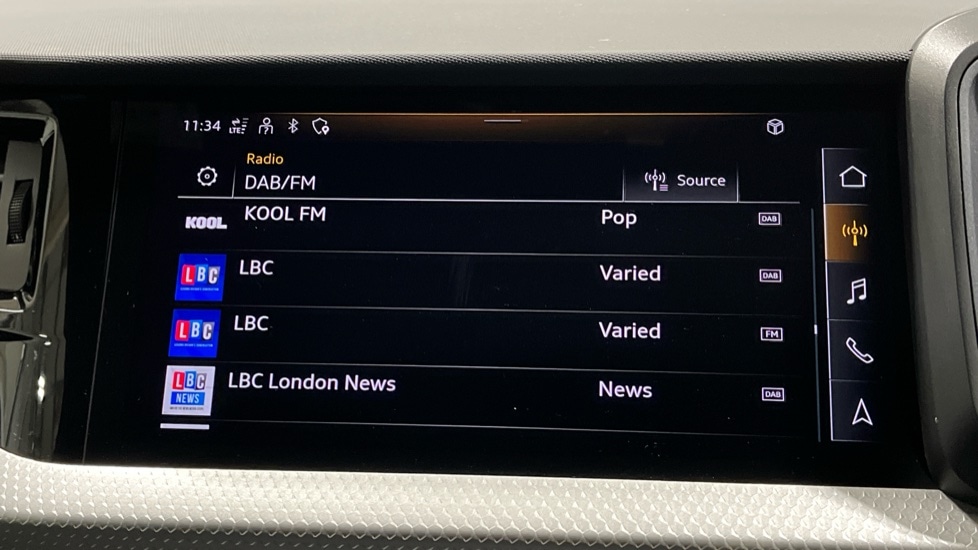 11:34 LTE
Radio
DAB/FM
Source
KOOL KOOL FM Pop DAB
LBC LBC Varied DAB
LBC LBC Varied FM
LBC NEWS LBC London News News DAB